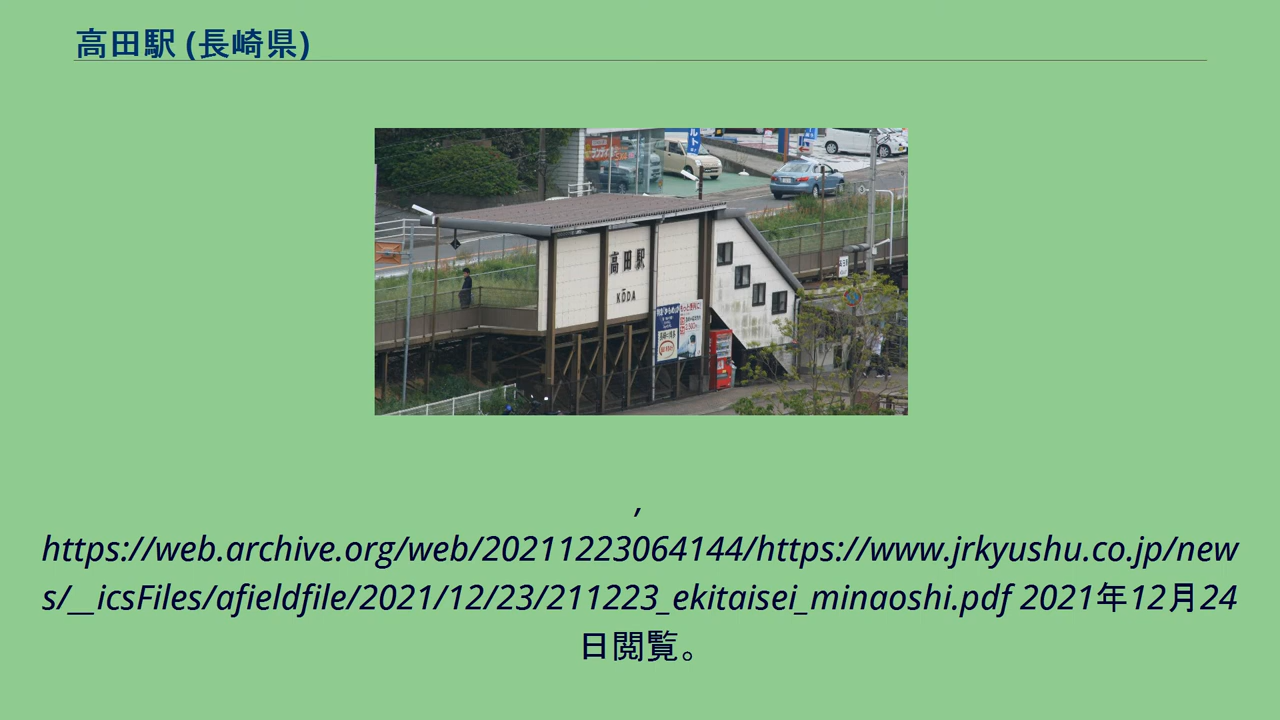 高田駅 (長崎県)
高田駅
KŌDA
,
https://web.archive.org/web/20211223064144/https://www.jrkyushu.co.jp/new
s/__icsFiles/afieldfile/2021/12/23/211223_ekitaisei_minaoshi.pdf 2021年12月24
日閲覧。